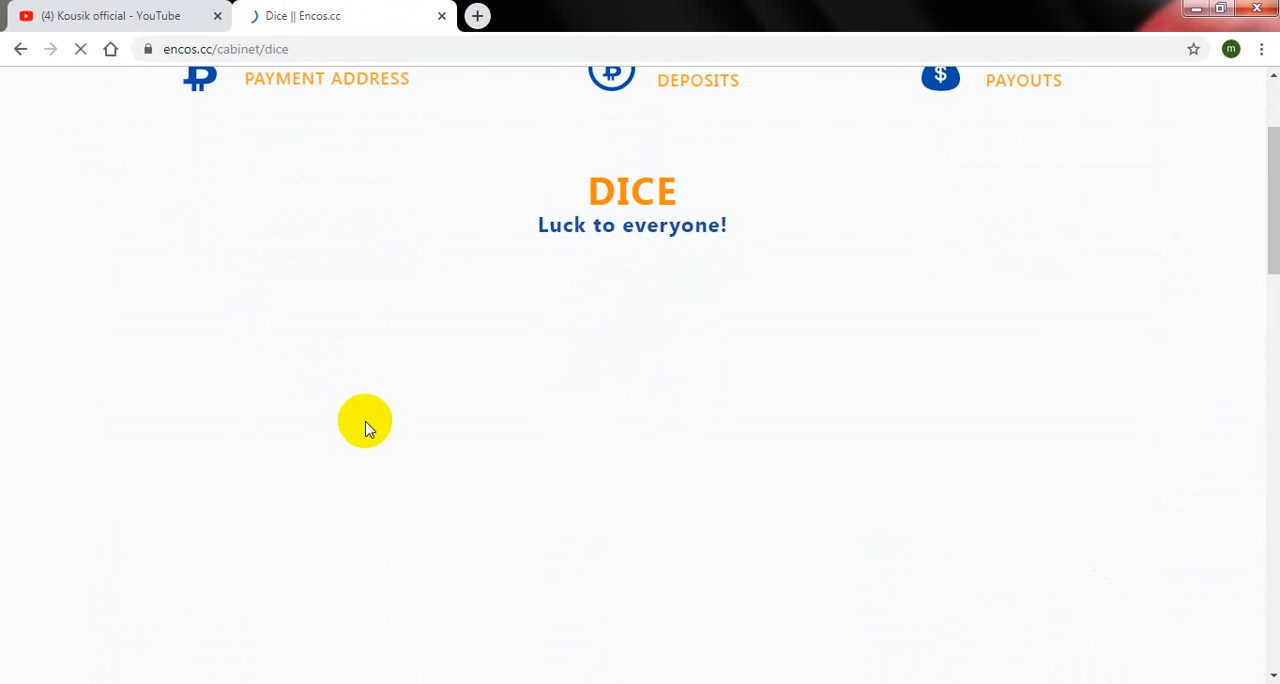 (4) Kousik official - YouTube
Dice || Encos.cc
encos.cc/cabinet/dice
m
PAYMENT ADDRESS
DEPOSITS
$
PAYOUTS
DICE
Luck to everyone!